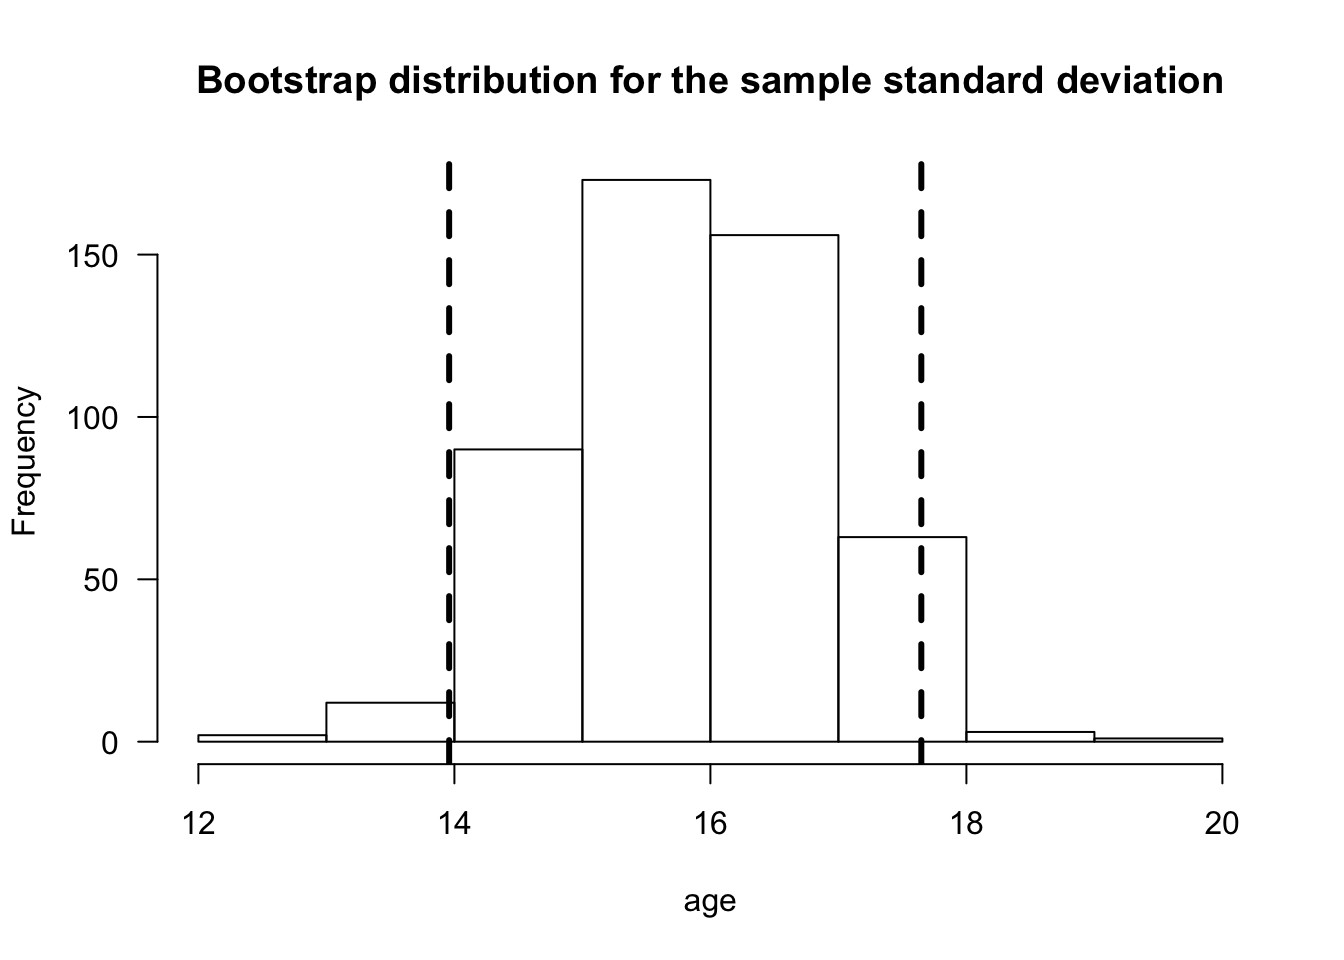 Bootstrap distribution for the sample standard deviation
Frequency
150
100
50
0
12 14 16 18 20
age